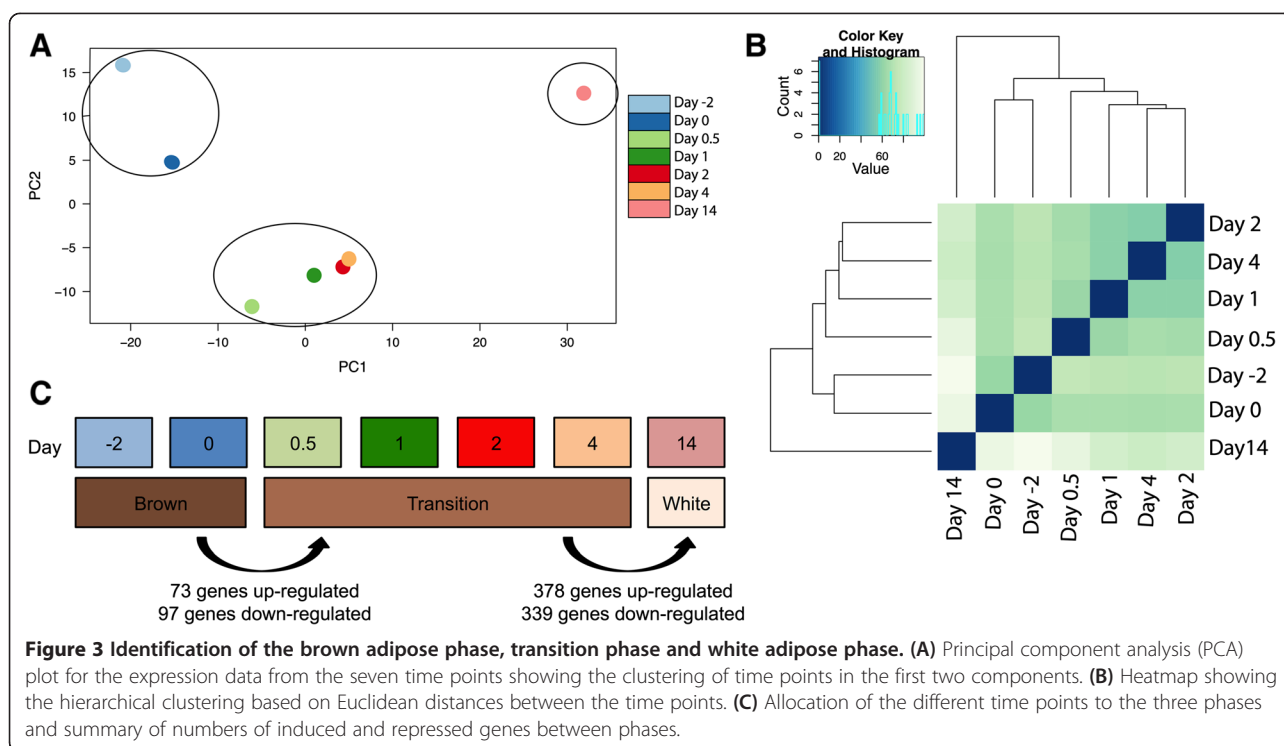 A
15
10
5
0
−5
−10
PC2
−20
−10
0
10
20
30
PC1
Day -2
Day 0
Day 0.5
Day 1
Day 2
Day 4
Day 14
B
Color Key
and Histogram
Count
0 2 4 6
0 20 60
Value
Day 2
Day 4
Day 1
Day 0.5
Day -2
Day 0
Day14
Day 14
Day 0
Day -2
Day 0.5
Day 1
Day 4
Day 2
C
Day -2 0 0.5 1 2 4 14
Brown Transition White
73 genes up-regulated
97 genes down-regulated
378 genes up-regulated
339 genes down-regulated
Figure 3 Identification of the brown adipose phase, transition phase and white adipose phase. (A) Principal component analysis (PCA)
plot for the expression data from the seven time points showing the clustering of time points in the first two components. (B) Heatmap showing
the hierarchical clustering based on Euclidean distances between the time points. (C) Allocation of the different time points to the three phases
and summary of numbers of induced and repressed genes between phases.